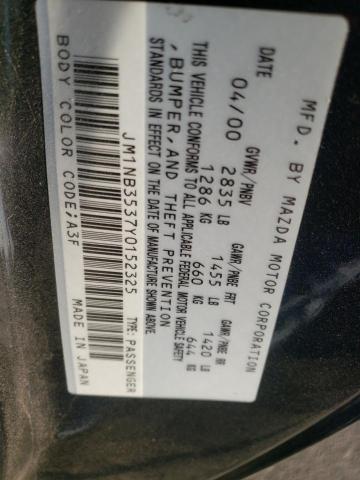 MFD. BY MAZDA MOTOR CORPORATION
DATE GVWR/PNBV GAWR/PNBE FRT GAWR/PNBE RR
04/00 2835 LB 1455 LB 1420 LB
1286 KG 660 KG 644 KG
THIS VEHICLE CONFORMS TO ALL APPLICABLE FEDERAL MOTOR VEHICLE SAFETY
, BUMPER, AND THEFT PREVENTION
STANDARDS IN EFFECT ON THE DATE OF MANUFACTURE SHOWN ABOVE.
JM1NB3537Y0152325 TYPE: PASSENGER
BODY COLOR CODE;A3F MADE IN JAPAN